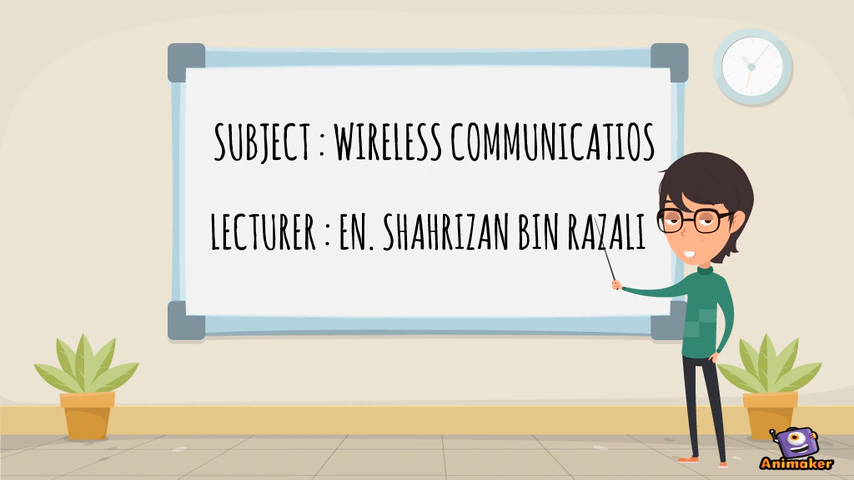 SUBJECT : WIRELESS COMMUNICATIOS
LECTURER : EN. SHAHRIZAN BIN RAZALI
Animaker